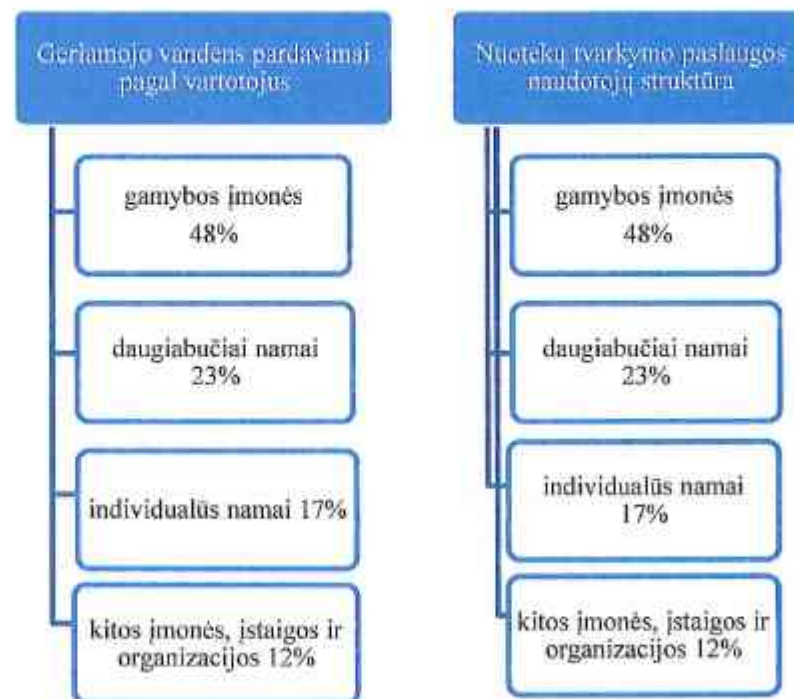 Geriamojo vandens pardavimai
pagal vartotojus
gamybos įmonės
48%
daugiabučiai namai
23%
individualūs namai 17%
kitos įmonės, įstaigos ir
organizacijos 12%
Nuotekų tvarkymo paslaugos
naudotojų struktūra
gamybos įmonės
48%
daugiabučiai namai
23%
individualūs namai
17%
kitos įmonės, įstaigos ir
organizacijos 12%